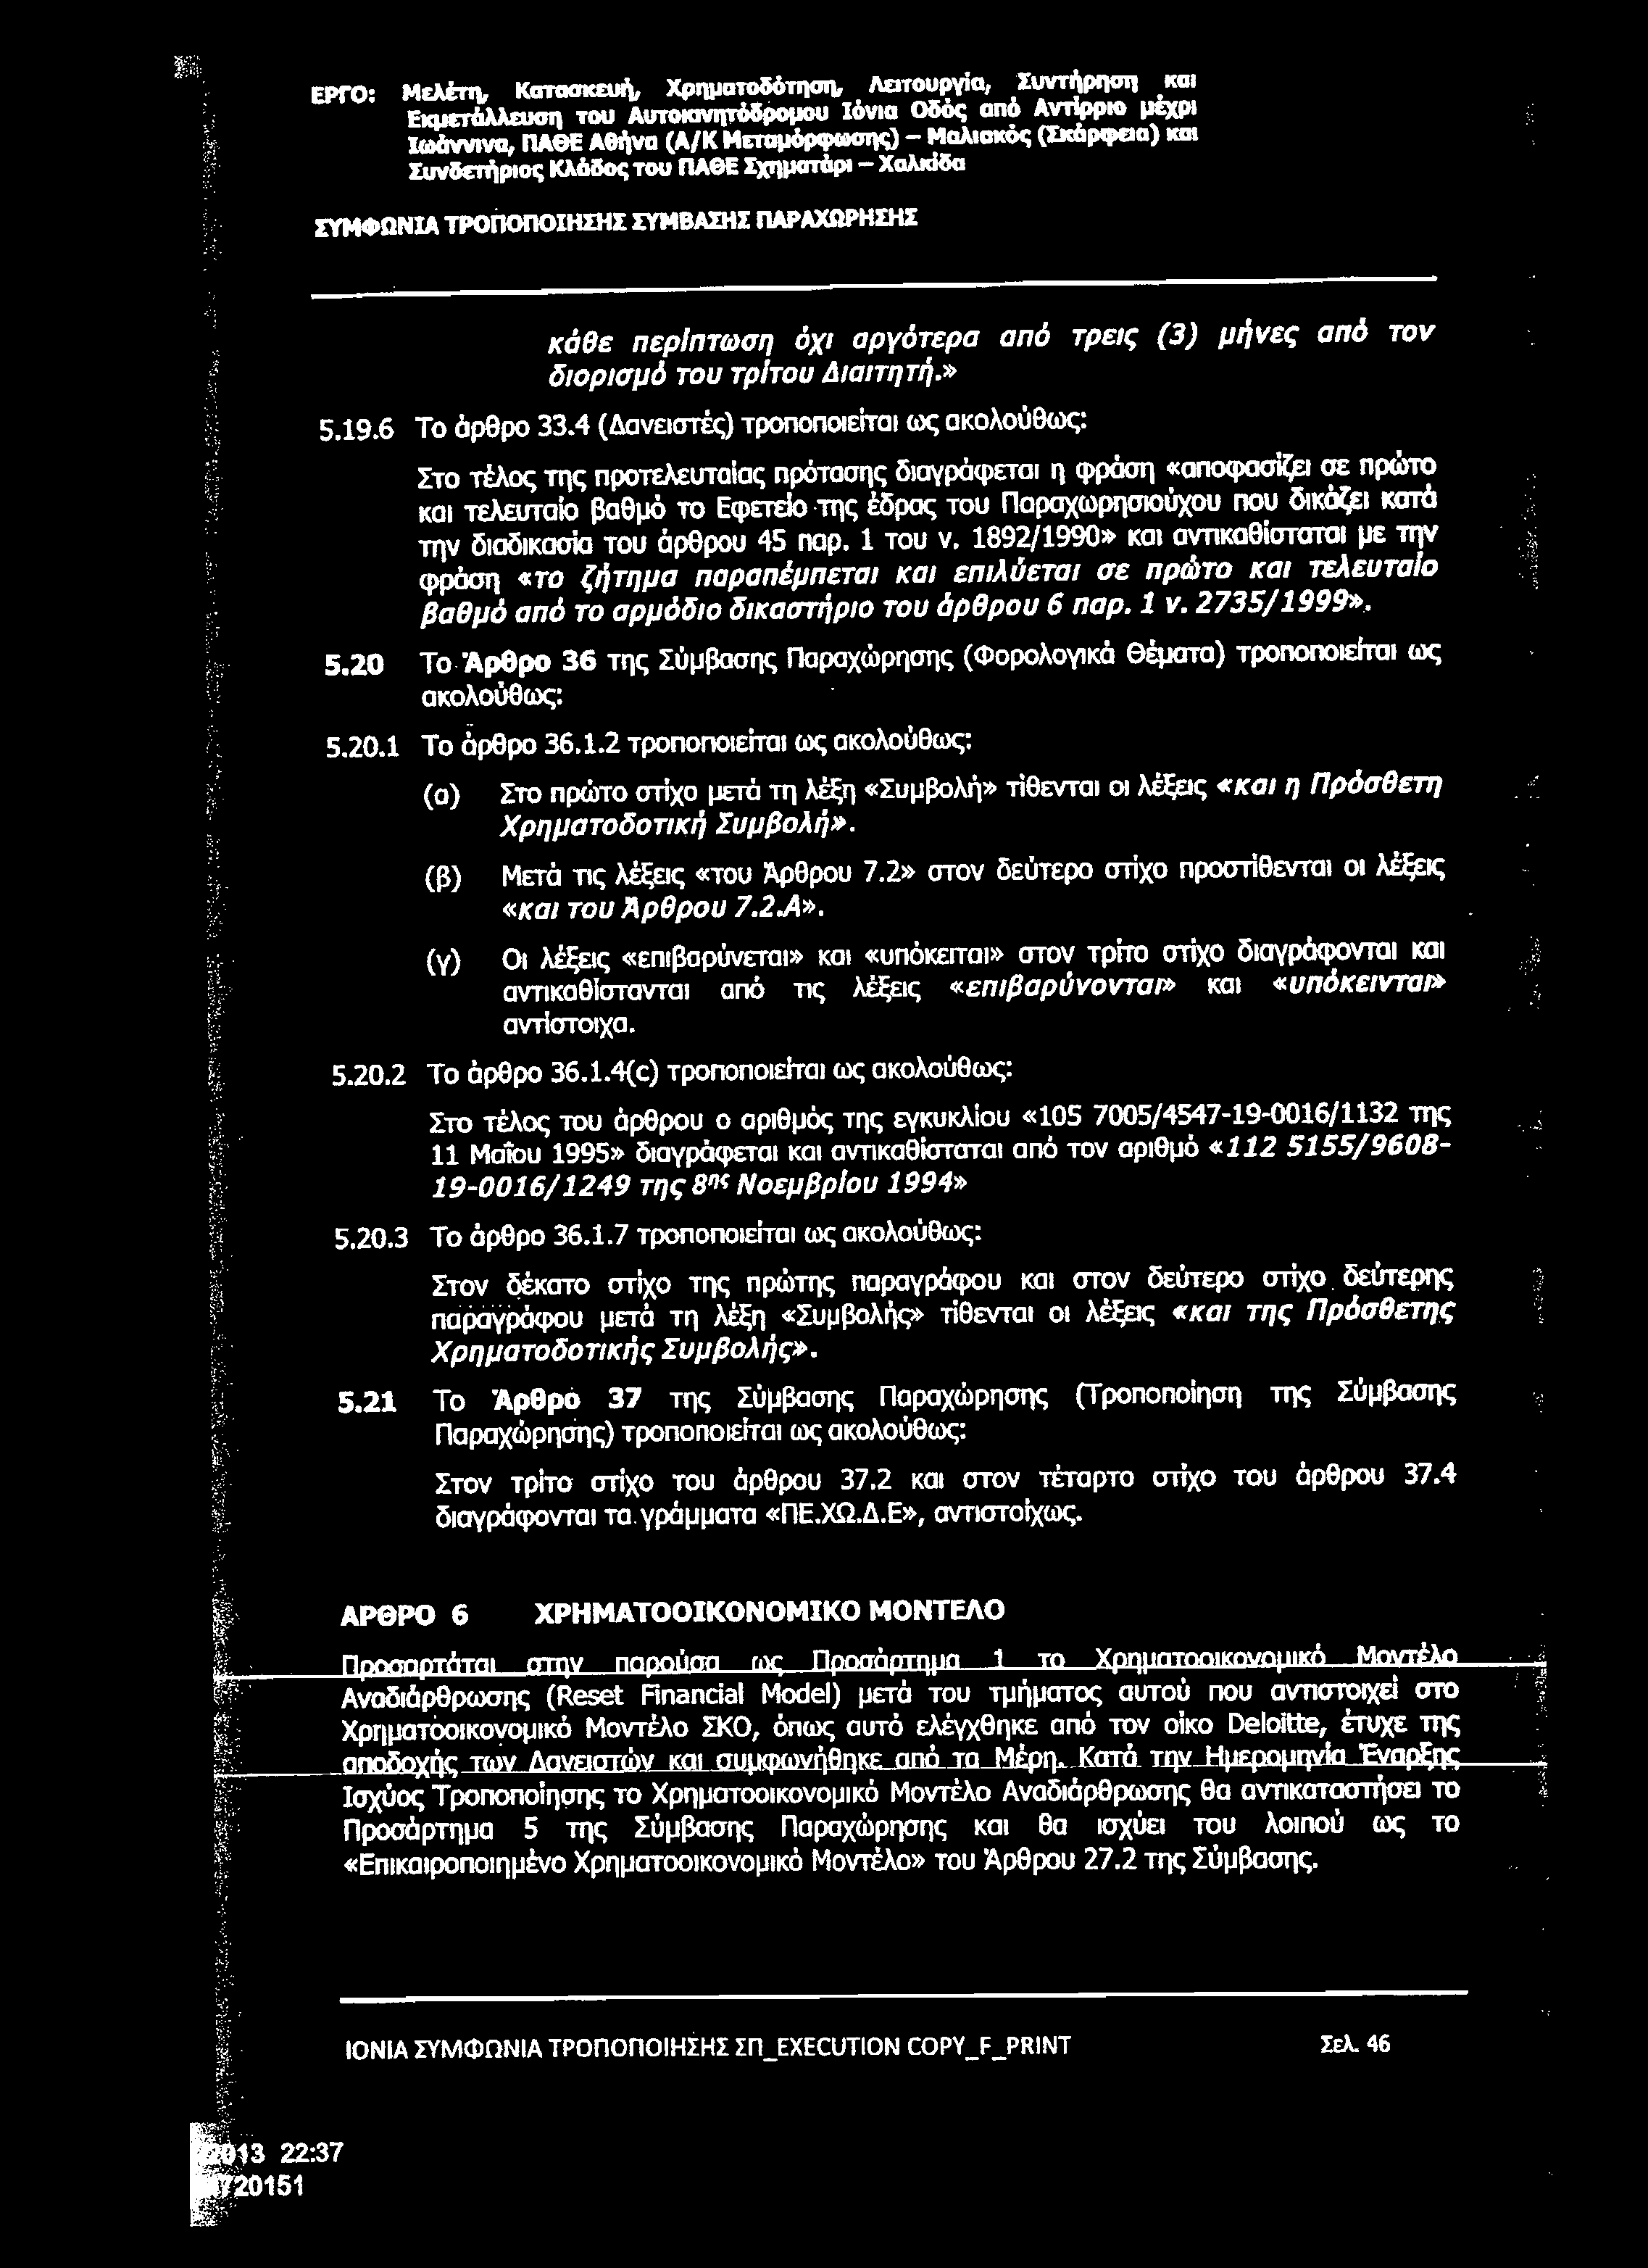 ΕΡΓΟ: Μελέτη, Κατασκευή, Χρηματοδότηση, Λειτουργία, Συντήρηση και
Εκμετάλλευση του Αυτοκινητόδρομου Ιόνια Οδός από Αντίρριο μέχρι
Ιωάννινα, ΠΑΘΕ Αθήνα (Α/Κ Μεταμόρφωσης) – Μαλιακός (Σκάρφεια) και
Συνδετήριος Κλάδος του ΠΑΘΕ Σχηματάρι – Χαλκίδα
ΣΥΜΦΩΝΙΑ ΤΡΟΠΟΠΟΙΗΣΗΣ ΣΥΜΒΑΣΗΣ ΠΑΡΑΧΩΡΗΣΗΣ
κάθε περίπτωση όχι αργότερα από τρεις (3) μήνες από τον
διορισμό του τρίτου Διαιτητή.»
5.19.6 Το άρθρο 33.4 (Δανειστές) τροποποιείται ως ακολούθως:
Στο τέλος της προτελευταίας πρότασης διαγράφεται η φράση «αποφασίζει σε πρώτο
και τελευταίο βαθμό το Εφετείο της έδρας του Παραχωρησιούχου που δικάζει κατά
την διαδικασία του άρθρου 45 παρ. 1 του ν. 1892/1990» και αντικαθίσταται με την
φράση «το ζήτημα παραπέμπεται και επιλύεται σε πρώτο και τελευταίο
βαθμό από το αρμόδιο δικαστήριο του άρθρου 6 παρ. 1 ν. 2735/1999».
5.20 Το Άρθρο 36 της Σύμβασης Παραχώρησης (Φορολογικά Θέματα) τροποποιείται ως
ακολούθως:
5.20.1 Το άρθρο 36.1.2 τροποποιείται ως ακολούθως:
(α) Στο πρώτο στίχο μετά τη λέξη «Συμβολή» τίθενται οι λέξεις «και η Πρόσθετη
Χρηματοδοτική Συμβολή».
(β) Μετά τις λέξεις «του Άρθρου 7.2» στον δεύτερο στίχο προστίθενται οι λέξεις
«και του Άρθρου 7.2.Α».
(γ) Οι λέξεις «επιβαρύνεται» και «υπόκειται» στον τρίτο στίχο διαγράφονται και
αντικαθίστανται από τις λέξεις «επιβαρύνονται» και «υπόκεινται»
αντίστοιχα.
5.20.2 Το άρθρο 36.1.4(c) τροποποιείται ως ακολούθως:
Στο τέλος του άρθρου ο αριθμός της εγκυκλίου «105 7005/4547-19-0016/1132 της
11 Μαΐου 1995» διαγράφεται και αντικαθίσταται από τον αριθμό «112 5155/9608-
19-0016/1249 της 8ης Νοεμβρίου 1994»
5.20.3 Το άρθρο 36.1.7 τροποποιείται ως ακολούθως:
Στον δέκατο στίχο της πρώτης παραγράφου και στον δεύτερο στίχο δεύτερης
παραγράφου μετά τη λέξη «Συμβολής» τίθενται οι λέξεις «και της Πρόσθετης
Χρηματοδοτικής Συμβολής».
5.21 Το Άρθρο 37 της Σύμβασης Παραχώρησης (Τροποποίηση της Σύμβασης
Παραχώρησης) τροποποιείται ως ακολούθως:
Στον τρίτο στίχο του άρθρου 37.2 και στον τέταρτο στίχο του άρθρου 37.4
διαγράφονται τα γράμματα «ΠΕ.ΧΩ.Δ.Ε», αντιστοίχως.
ΑΡΘΡΟ 6 ΧΡΗΜΑΤΟΟΙΚΟΝΟΜΙΚΟ ΜΟΝΤΕΛΟ
Προσαρτάται στην παρούσα ως Προσάρτημα 1 το Χρηματοοικονομικό Μοντέλο
Αναδιάρθρωσης (Reset Financial Model) μετά του τμήματος αυτού που αντιστοιχεί στο
Χρηματοοικονομικό Μοντέλο ΣΚΟ, όπως αυτό ελέγχθηκε από τον οίκο Deloitte, έτυχε της
αποδοχής των Δανειστών και συμφωνήθηκε από τα Μέρη. Κατά την Ημερομηνία Έναρξης
Ισχύος Τροποποίησης το Χρηματοοικονομικό Μοντέλο Αναδιάρθρωσης θα αντικαταστήσει το
Προσάρτημα 5 της Σύμβασης Παραχώρησης και θα ισχύει του λοιπού ως το
«Επικαιροποιημένο Χρηματοοικονομικό Μοντέλο» του Άρθρου 27.2 της Σύμβασης.
ΙΟΝΙΑ ΣΥΜΦΩΝΙΑ ΤΡΟΠΟΠΟΙΗΣΗΣ ΣΠ_EXECUTION COPY_F_PRINT Σελ. 46
2013 22:37
720151